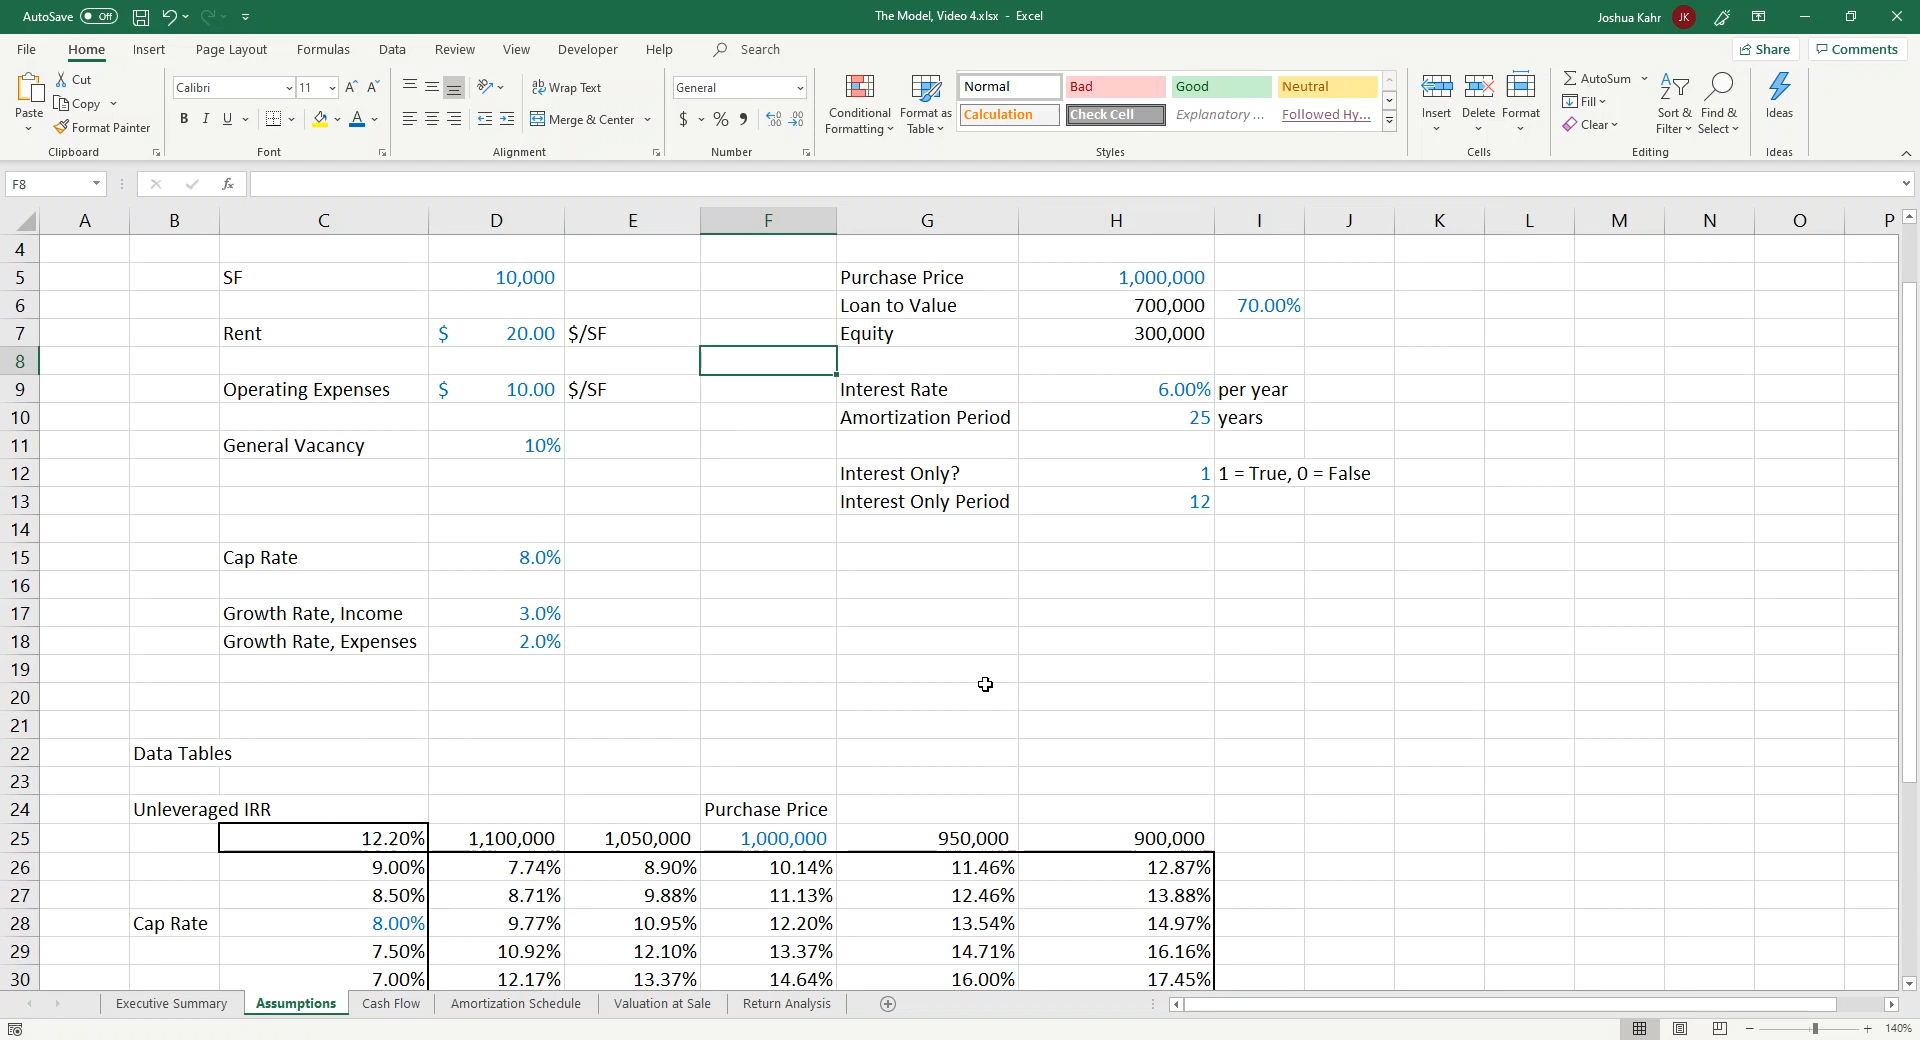 AutoSave Off
The Model, Video 4.xlsx - Excel
Joshua Kahr JK
File Home Insert Page Layout Formulas Data Review View Developer Help Search
Share Comments
Paste
Cut
Copy
Format Painter
Clipboard
Calibri 11
B I U
Font
Wrap Text
Merge & Center
Alignment
General
$ % 9
Number
Conditional Formatting
Format as Table
Normal Bad Good Neutral
Calculation Check Cell Explanatory ... Followed Hy...
Styles
Insert Delete Format
Cells
AutoSum
Fill
Clear
Sort & Filter
Find & Select
Editing
Ideas
Ideas
F8 fx
A B C D E F G H I J K L M N O P
4
5 SF 10,000 Purchase Price 1,000,000
6 Loan to Value 700,000 70.00%
7 Rent $ 20.00 $/SF Equity 300,000
8
9 Operating Expenses $ 10.00 $/SF Interest Rate 6.00% per year
10 Amortization Period 25 years
11 General Vacancy 10%
12 Interest Only? 1 1 = True, 0 = False
13 Interest Only Period 12
14
15 Cap Rate 8.0%
16
17 Growth Rate, Income 3.0%
18 Growth Rate, Expenses 2.0%
19
20
21
22 Data Tables
23
24 Unleveraged IRR Purchase Price
25 12.20% 1,100,000 1,050,000 1,000,000 950,000 900,000
26 9.00% 7.74% 8.90% 10.14% 11.46% 12.87%
27 8.50% 8.71% 9.88% 11.13% 12.46% 13.88%
28 Cap Rate 8.00% 9.77% 10.95% 12.20% 13.54% 14.97%
29 7.50% 10.92% 12.10% 13.37% 14.71% 16.16%
30 7.00% 12.17% 13.37% 14.64% 16.00% 17.45%
Executive Summary Assumptions Cash Flow Amortization Schedule Valuation at Sale Return Analysis
140%